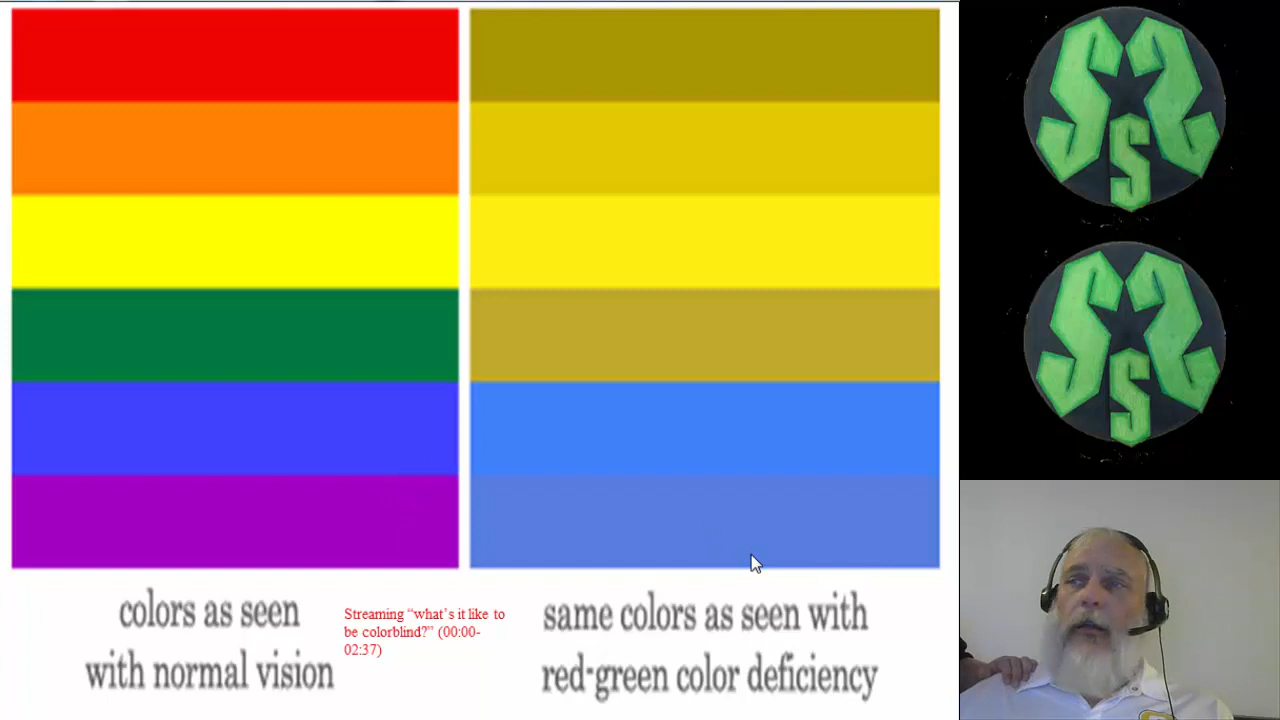 colors as seen
with normal vision
Streaming “what’s it like to
be colorblind?” (00:00-
02:37)
same colors as seen with
red-green color deficiency
S S
S
S S
S